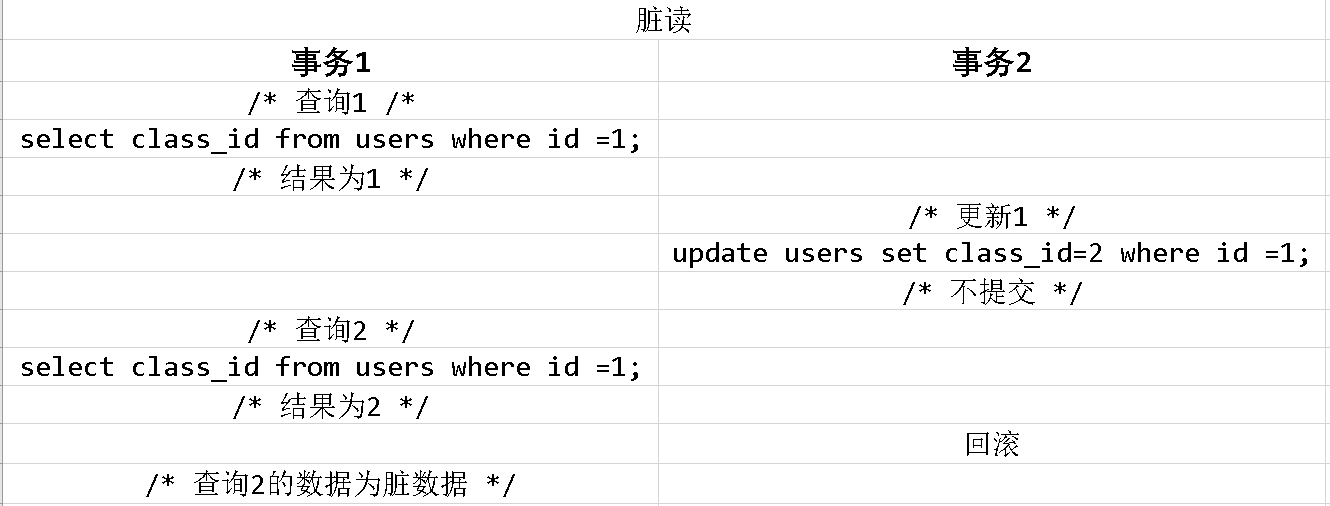 脏读
事务1 事务2
/* 查询1 /*
select class_id from users where id =1;
/* 结果为1 */
/* 更新1 */
update users set class_id=2 where id =1;
/* 不提交 */
/* 查询2 */
select class_id from users where id =1;
/* 结果为2 */
回滚
/* 查询2的数据为脏数据 */